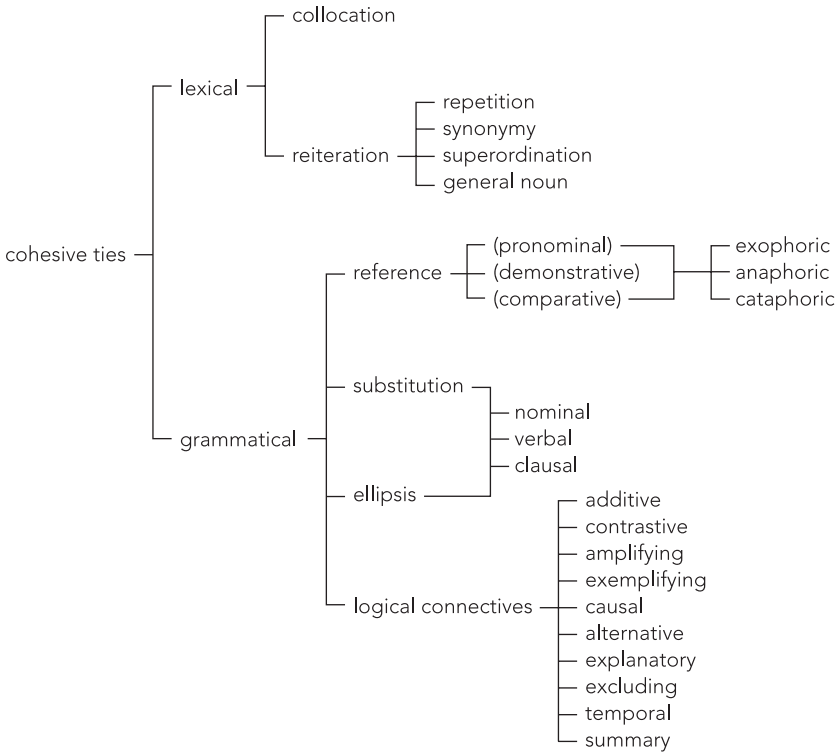 collocation
lexical
repetition
synonymy
reiteration
superordination
general noun
cohesive ties
reference
(pronominal)
(demonstrative)
(comparative)
exophoric
anaphoric
cataphoric
substitution
nominal
grammatical
verbal
clausal
ellipsis
additive
contrastive
amplifying
exemplifying
logical connectives
causal
alternative
explanatory
excluding
temporal
summary